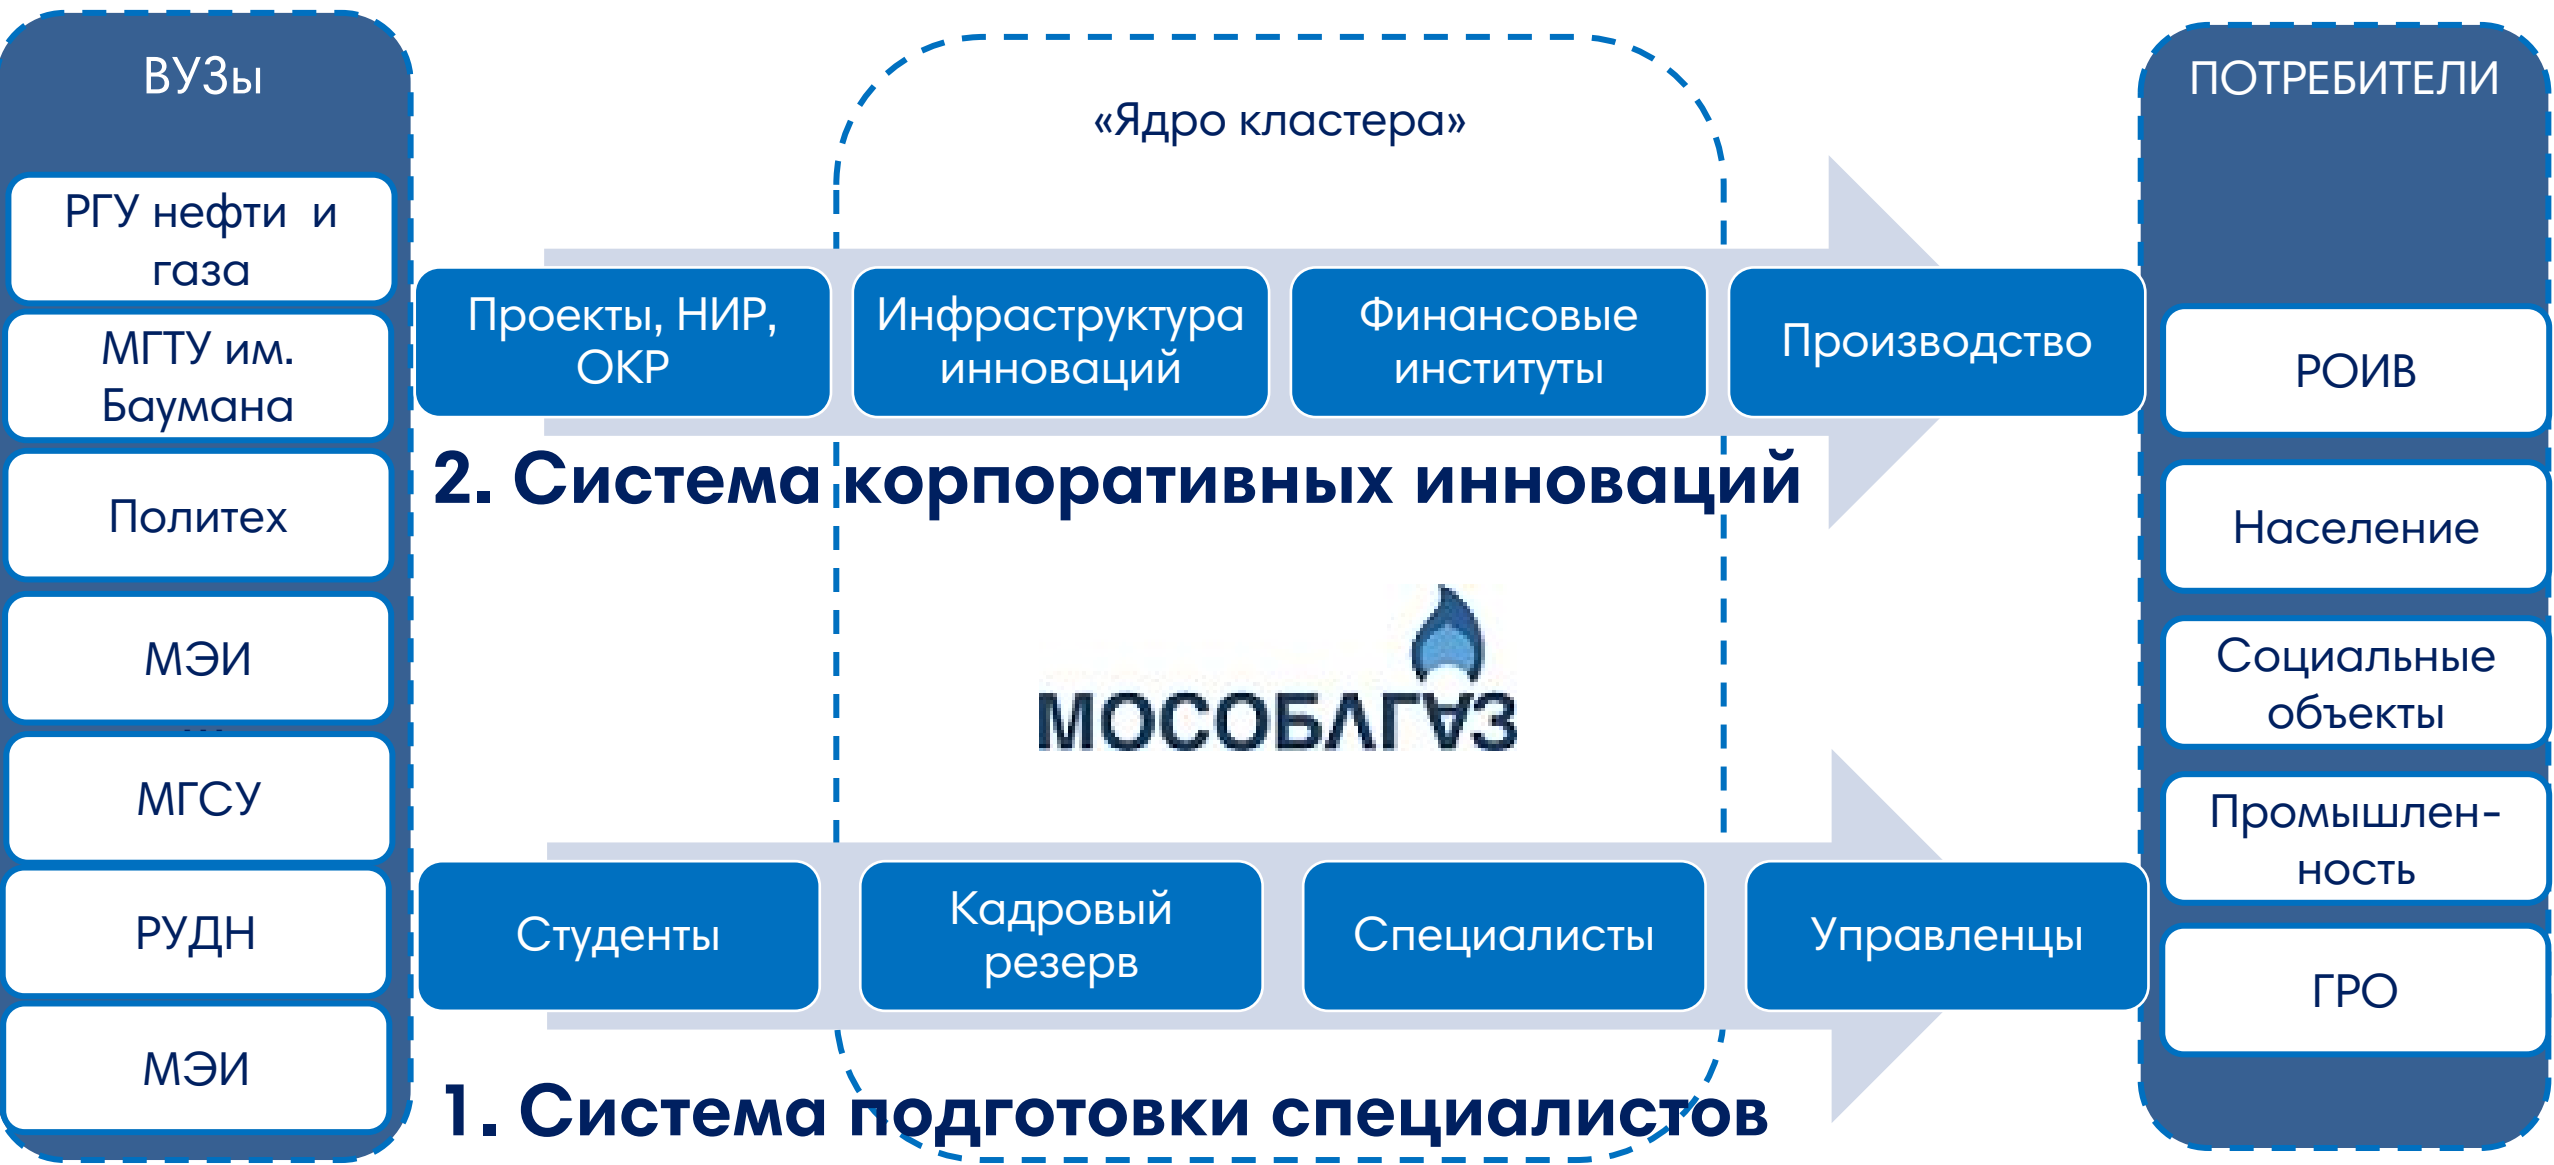 ВУЗы
РГУ нефти и
газа
МГТУ им.
Баумана
Политех
МЭИ
...
МГСУ
РУДН
МЭИ
«Ядро кластера»
Проекты, НИР,
ОКР
Инфраструктура
инноваций
Финансовые
институты
Производство
2. Система корпоративных инноваций
МОСОБЛГАЗ
Студенты
Кадровый
резерв
Специалисты
Управленцы
1. Система подготовки специалистов
ПОТРЕБИТЕЛИ
РОИВ
Население
Социальные
объекты
Промышлен-
ность
ГРО